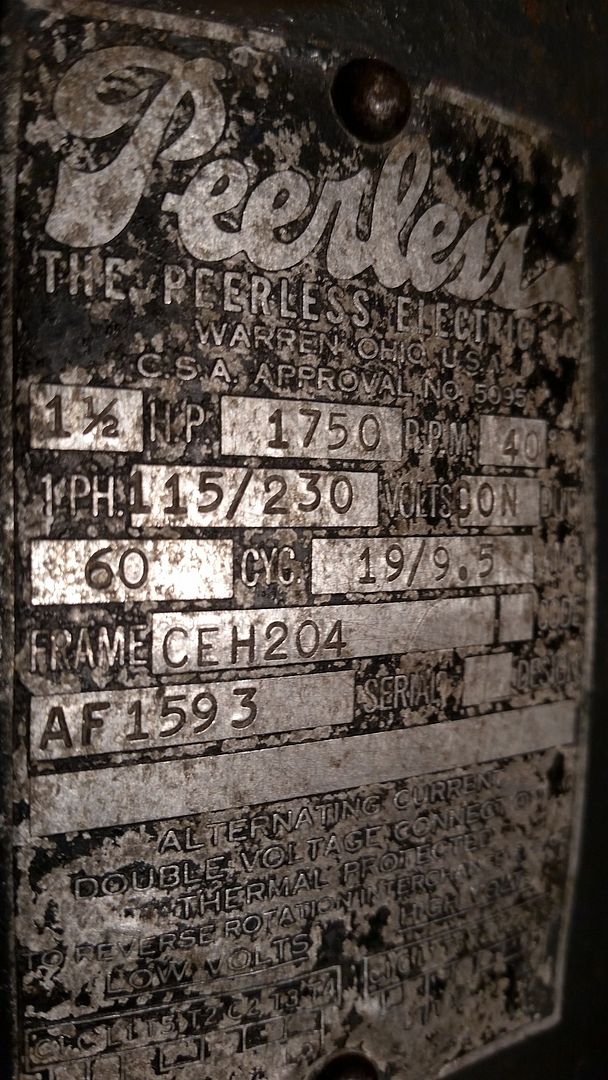 Peerless
THE PEERLESS ELECTRIC
WARREN, OHIO, U.S.A.
C.S.A. APPROVAL NO. 5095
1½ H.P. 1750 R.P.M. 40°
1 PH. 115/230 VOLTS CON
60 CYC. 19/9.5
FRAME CEH204
AF1593 SERIAL DESIGN
ALTERNATING CURRENT
DOUBLE VOLTAGE CONNECTION
THERMAL PROTECTED
TO REVERSE ROTATION INTERCHANGE
LOW VOLTS HIGH VOLTS